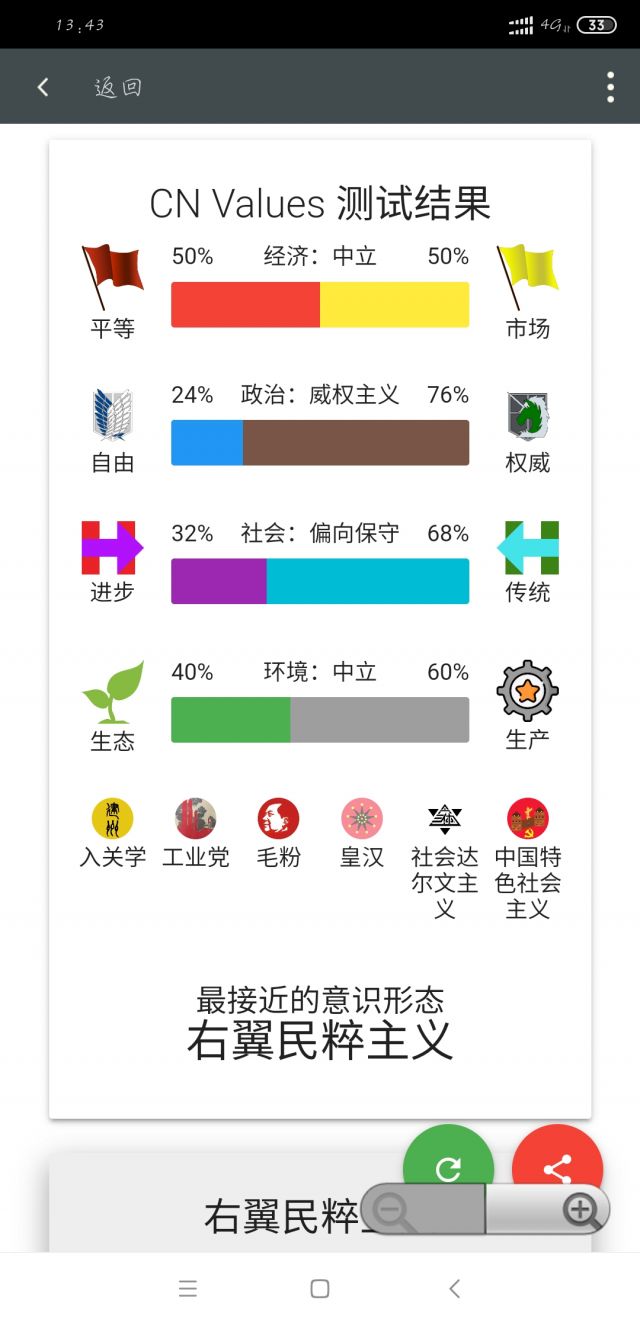 13.43
4G
33
返回
CN Values 测试结果
50% 经济：中立 50%
平等 市场
24% 政治：威权主义 76%
自由 权威
32% 社会：偏向保守 68%
进步 传统
40% 环境：中立 60%
生态 生产
入关学 工业党 毛粉 皇汉 社会达尔文主义 中国特色社会主义
最接近的意识形态
右翼民粹主义
右翼民粹